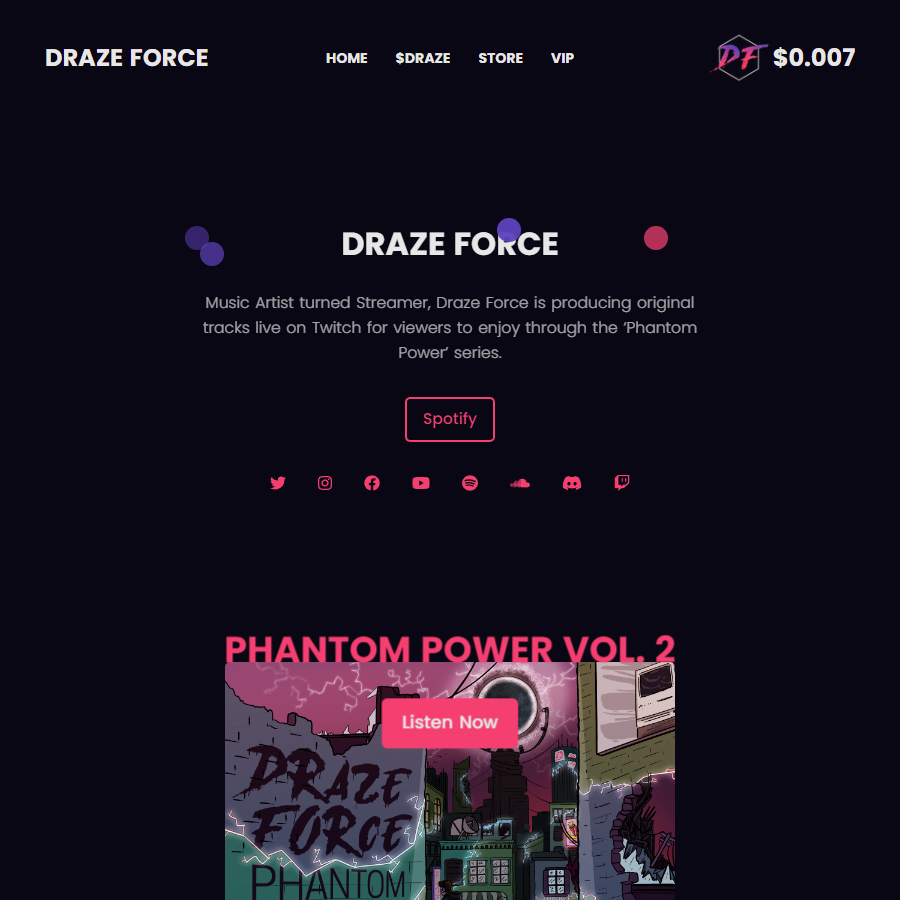 DRAZE FORCE
HOME $DRAZE STORE VIP
DF $0.007
DRAZE FORCE
Music Artist turned Streamer, Draze Force is producing original
tracks live on Twitch for viewers to enjoy through the ‘Phantom
Power’ series.
Spotify
PHANTOM POWER VOL. 2
Listen Now
DRAZE
FORCE
PHANTOM